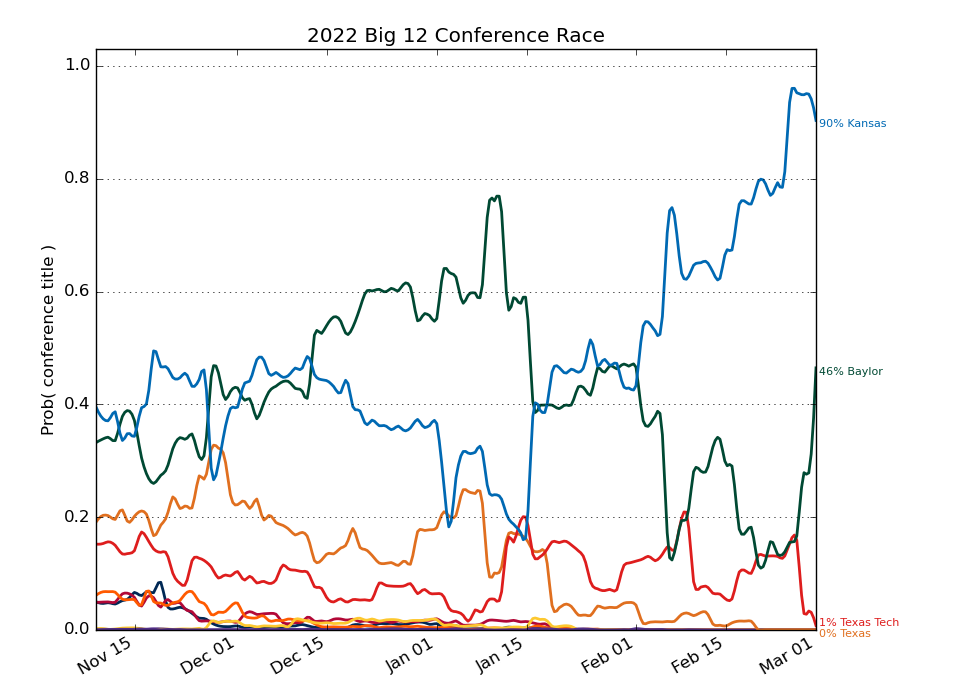 2022 Big 12 Conference Race
1.0
90% Kansas
0.8
0.6
Prob( conference title )
46% Baylor
0.4
0.2
1% Texas Tech
0% Texas
0.0
Nov 15
Dec 01
Dec 15
Jan 01
Jan 15
Feb 01
Feb 15
Mar 01